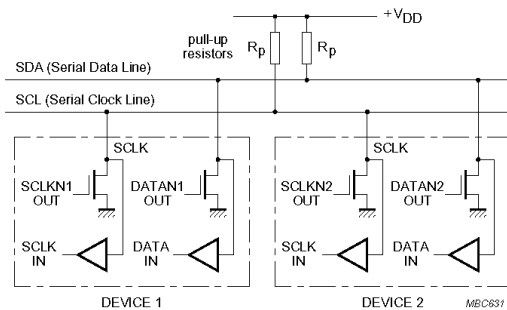 +VDD
pull-up
resistors
Rp
Rp
SDA (Serial Data Line)
SCL (Serial Clock Line)
SCLK
SCLK
SCLKN1
OUT
DATAN1
OUT
SCLKN2
OUT
DATAN2
OUT
SCLK
IN
DATA
IN
SCLK
IN
DATA
IN
DEVICE 1
DEVICE 2
MBC631